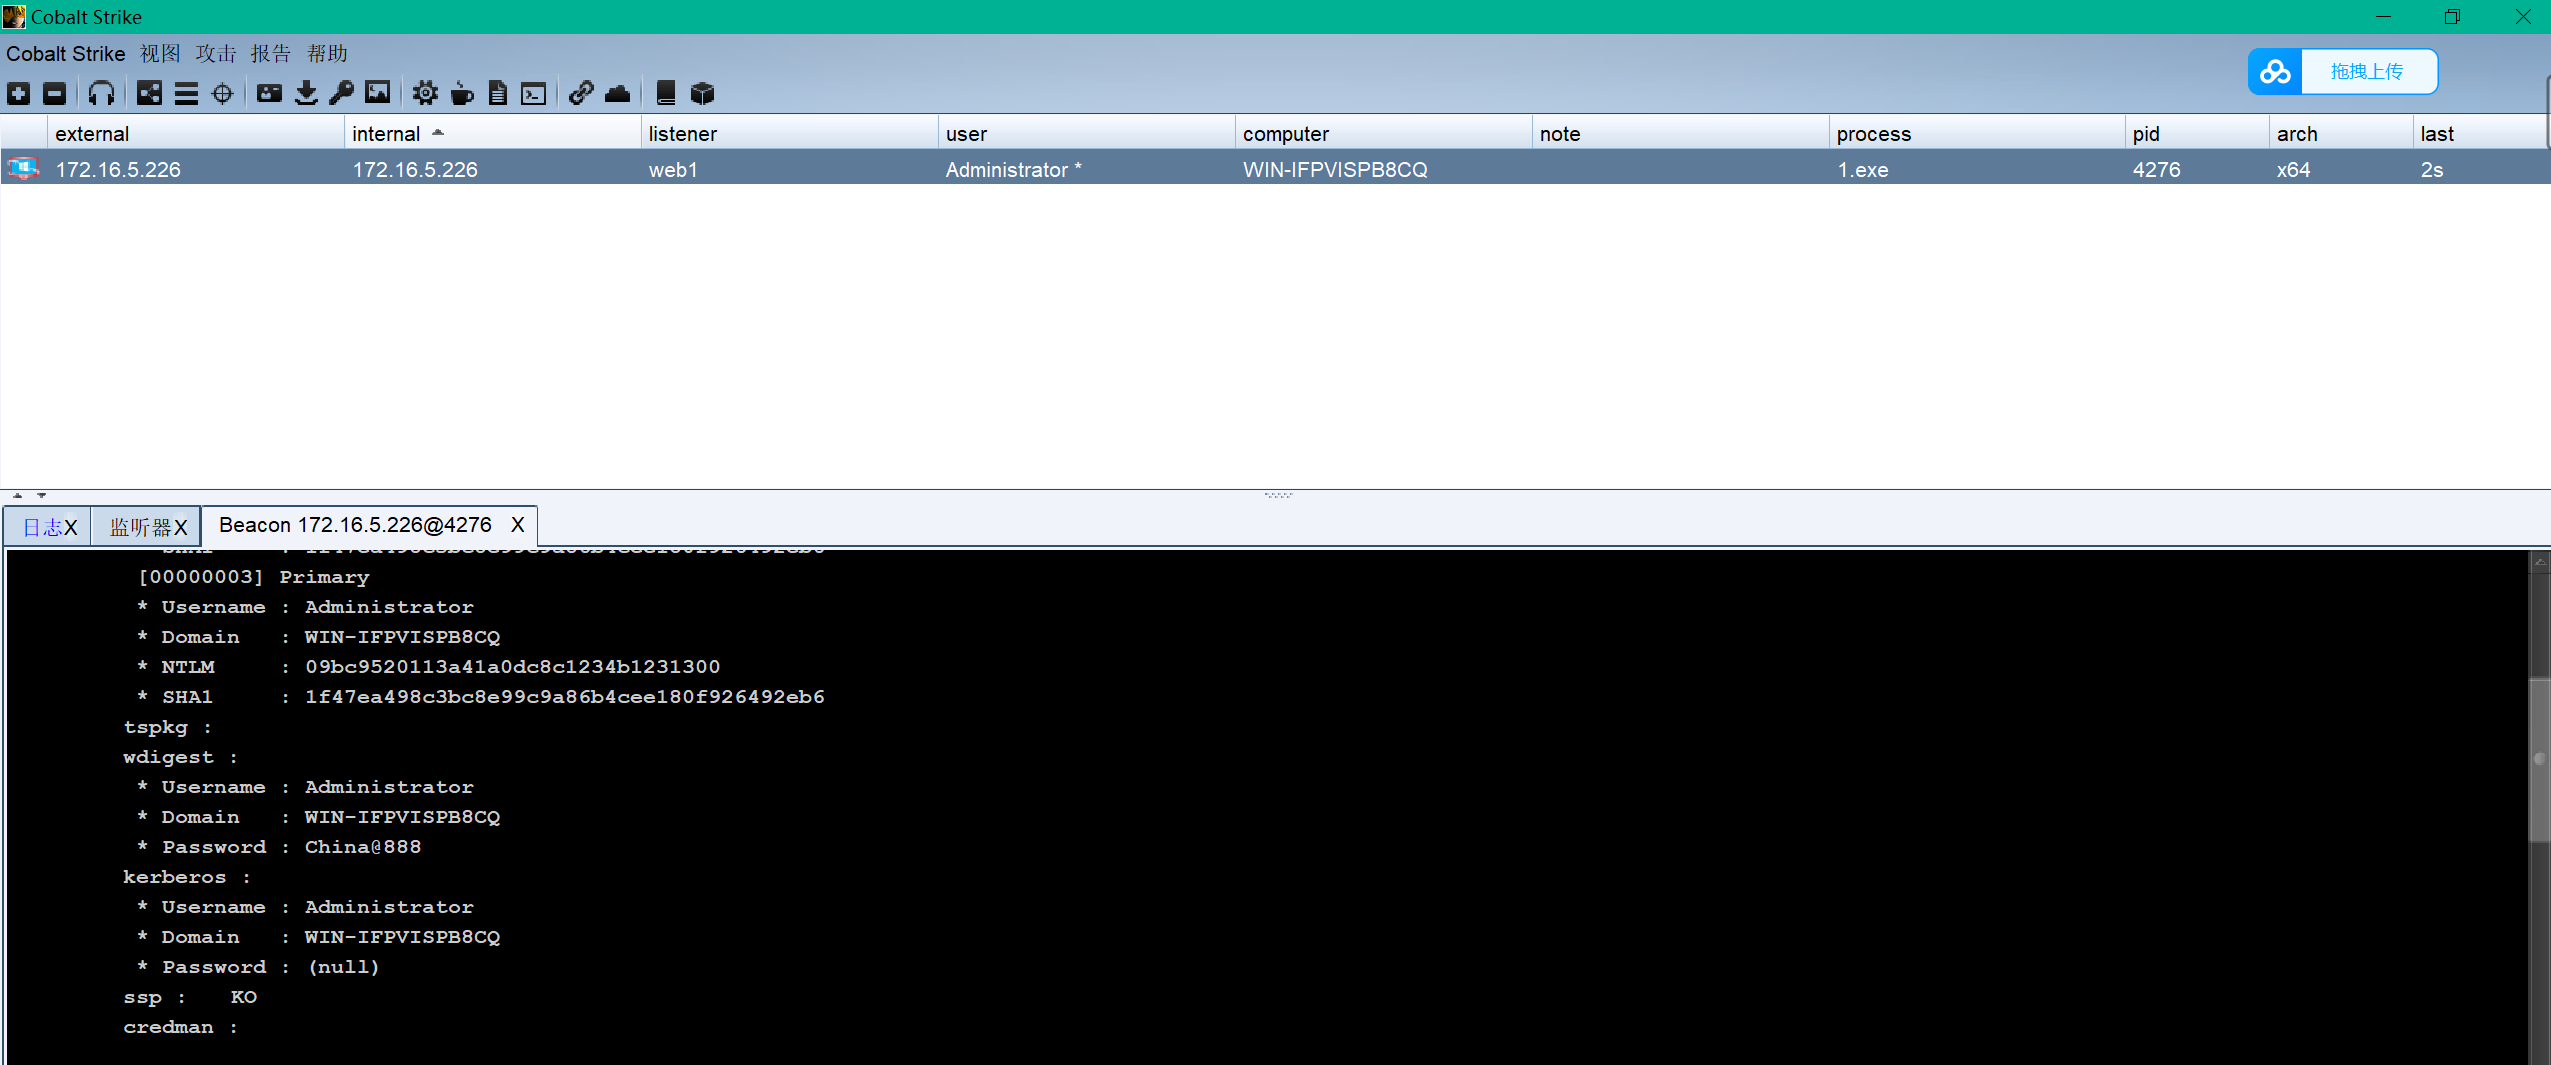 Cobalt Strike
Cobalt Strike 视图 攻击 报告 帮助
拖拽上传
external internal listener user computer note process pid arch last
172.16.5.226 172.16.5.226 web1 Administrator * WIN-IFPVISPB8CQ 1.exe 4276 x64 2s
日志X 监听器X Beacon 172.16.5.226@4276 X
* SHA1 : 1f47ea498c3bc8e99c9a86b4cee180f926492eb6
[00000003] Primary
* Username : Administrator
* Domain : WIN-IFPVISPB8CQ
* NTLM : 09bc9520113a41a0dc8c1234b1231300
* SHA1 : 1f47ea498c3bc8e99c9a86b4cee180f926492eb6
tspkg :
wdigest :
* Username : Administrator
* Domain : WIN-IFPVISPB8CQ
* Password : China@888
kerberos :
* Username : Administrator
* Domain : WIN-IFPVISPB8CQ
* Password : (null)
ssp : KO
credman :